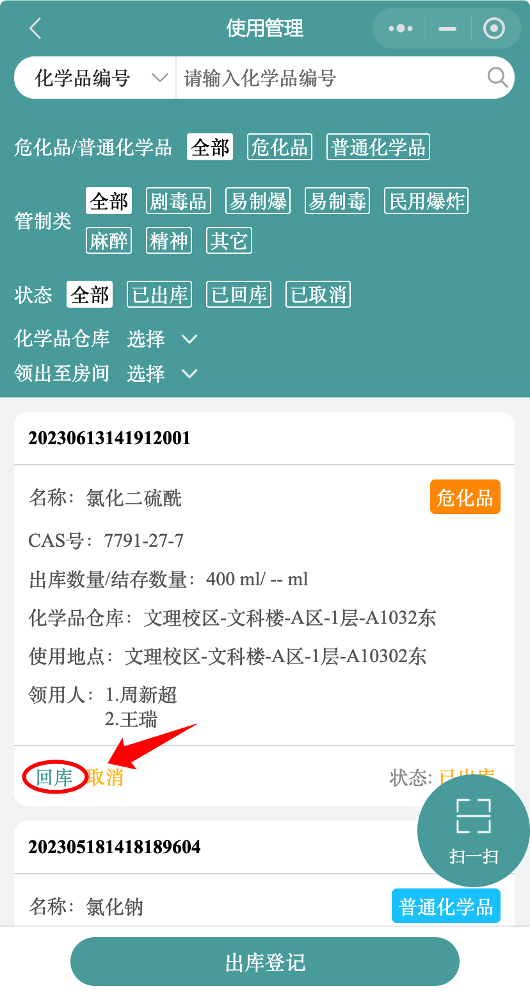 使用管理
化学品编号 请输入化学品编号
危化品/普通化学品 全部 危化品 普通化学品
管制类 全部 剧毒品 易制爆 易制毒 民用爆炸
麻醉 精神 其它
状态 全部 已出库 已回库 已取消
化学品仓库 选择
领出至房间 选择
20230613141912001
名称：氯化二硫酰 危化品
CAS号：7791-27-7
出库数量/结存数量：400 ml/ -- ml
化学品仓库：文理校区-文科楼-A区-1层-A1032东
使用地点：文理校区-文科楼-A区-1层-A10302东
领用人：1.周新超
2.王瑞
回库 取消 状态: 已出库
扫一扫
202305181418189604
名称：氯化钠 普通化学品
出库登记